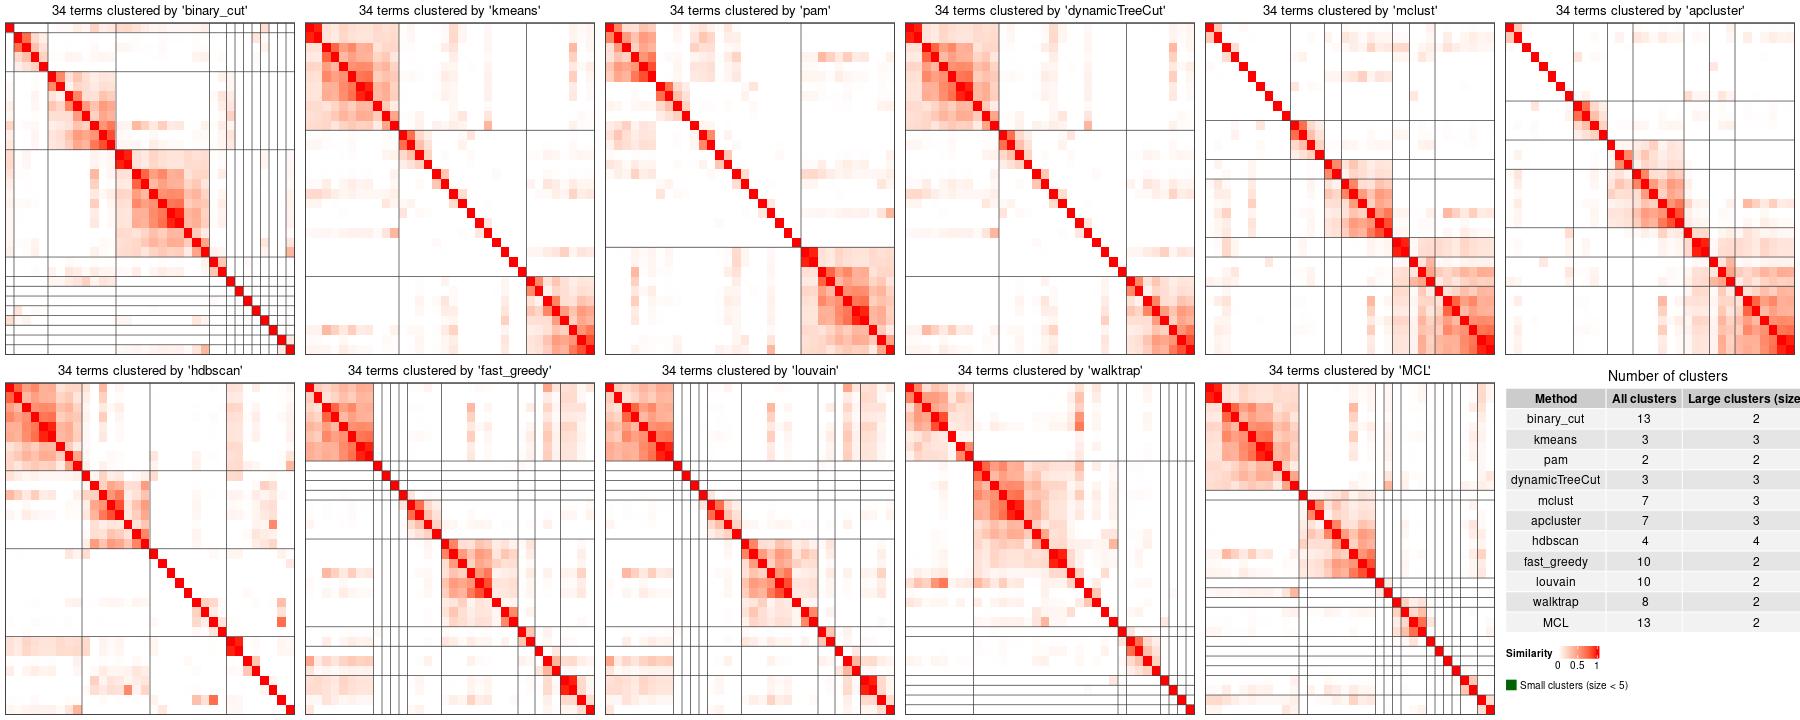 34 terms clustered by 'binary_cut'
34 terms clustered by 'kmeans'
34 terms clustered by 'pam'
34 terms clustered by 'dynamicTreeCut'
34 terms clustered by 'mclust'
34 terms clustered by 'apcluster'
34 terms clustered by 'hdbscan'
34 terms clustered by 'fast_greedy'
34 terms clustered by 'louvain'
34 terms clustered by 'walktrap'
34 terms clustered by 'MCL'
Number of clusters
Method All clusters Large clusters (size
binary_cut 13 2
kmeans 3 3
pam 2 2
dynamicTreeCut 3 3
mclust 7 3
apcluster 7 3
hdbscan 4 4
fast_greedy 10 2
louvain 10 2
walktrap 8 2
MCL 13 2
Similarity
0 0.5 1
Small clusters (size < 5)